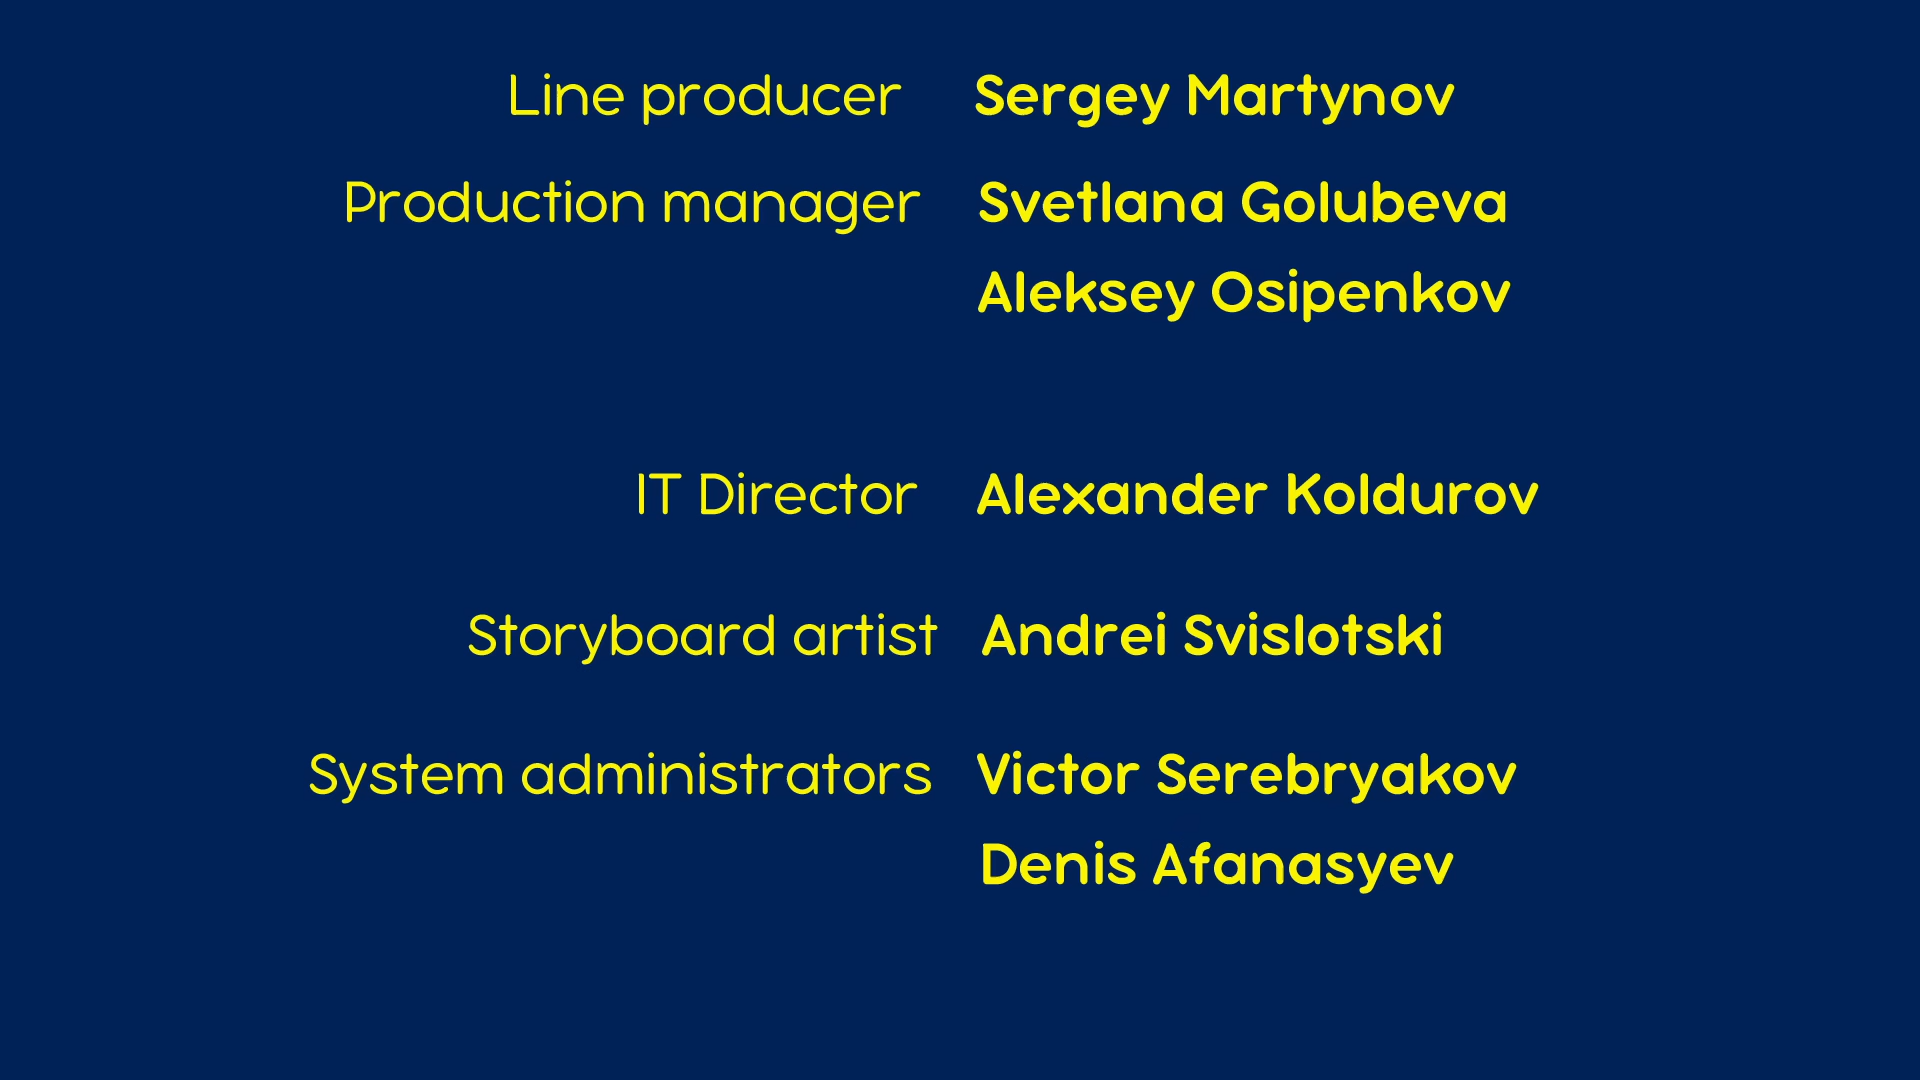 Line producer Sergey Martynov
Production manager Svetlana Golubeva
Aleksey Osipenkov
IT Director Alexander Koldurov
Storyboard artist Andrei Svislotski
System administrators Victor Serebryakov
Denis Afanasyev